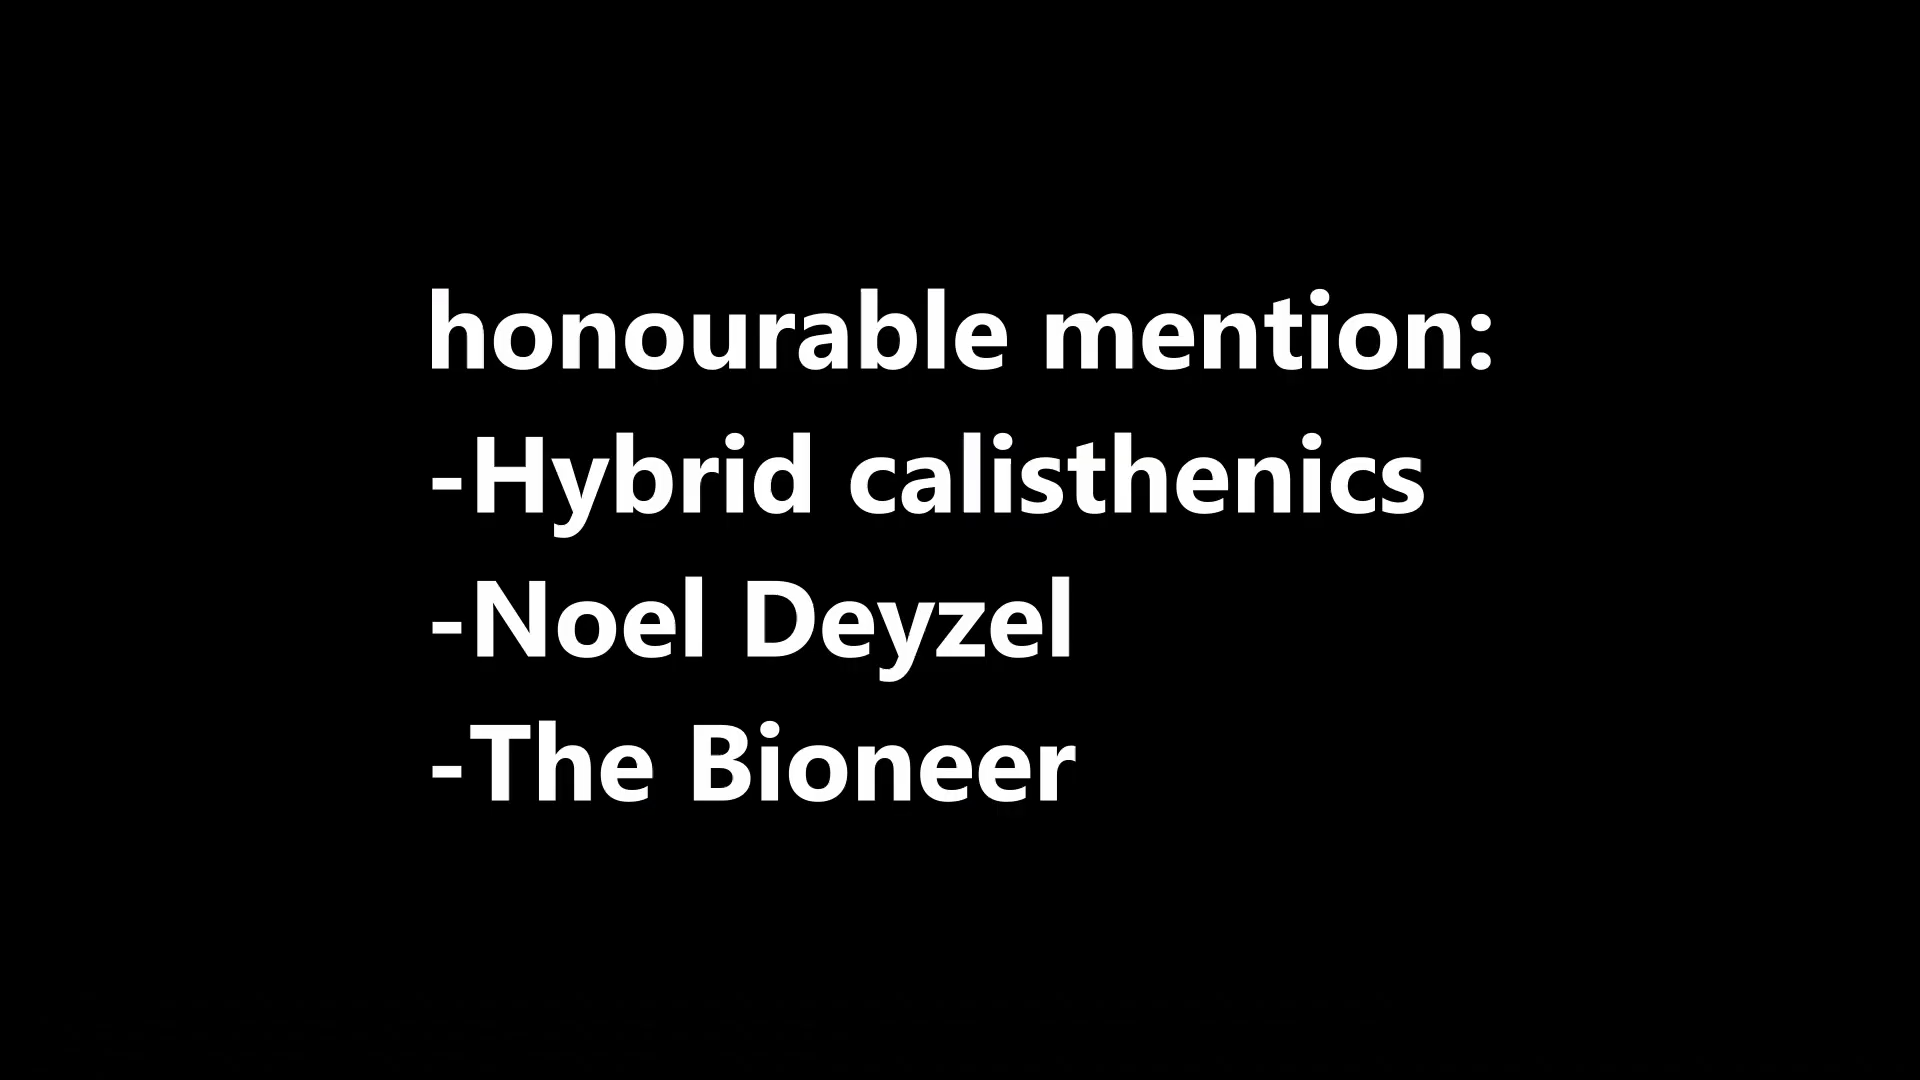 honourable mention:
-Hybrid calisthenics
-Noel Deyzel
-The Bioneer